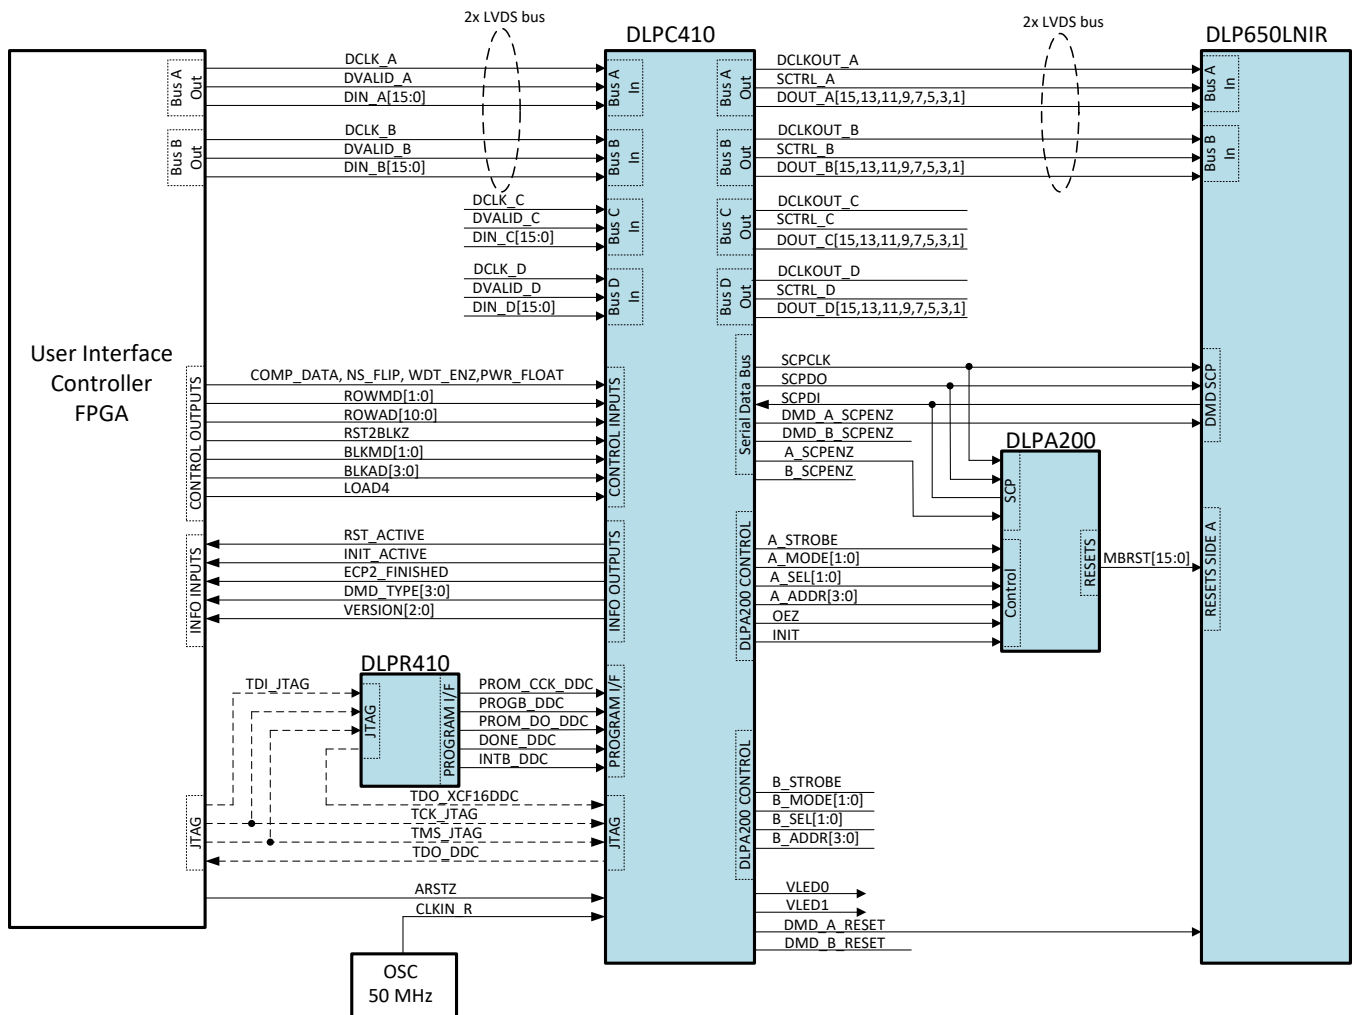 2x LVDS bus
2x LVDS bus
DLPC410
DLP650LNIR
User Interface
Controller
FPGA
Bus A
Out
DCLK_A
DVALID_A
DIN_A[15:0]
Bus A
In
Bus B
Out
DCLK_B
DVALID_B
DIN_B[15:0]
Bus B
In
DCLK_C
DVALID_C
DIN_C[15:0]
Bus C
In
DCLK_D
DVALID_D
DIN_D[15:0]
Bus D
In
Bus A
Out
DCLKOUT_A
SCTRL_A
DOUT_A[15,13,11,9,7,5,3,1]
Bus A
In
Bus B
Out
DCLKOUT_B
SCTRL_B
DOUT_B[15,13,11,9,7,5,3,1]
Bus B
In
Bus C
Out
DCLKOUT_C
SCTRL_C
DOUT_C[15,13,11,9,7,5,3,1]
Bus D
Out
DCLKOUT_D
SCTRL_D
DOUT_D[15,13,11,9,7,5,3,1]
CONTROL OUTPUTS
COMP_DATA, NS_FLIP, WDT_ENZ,PWR_FLOAT
ROWMD[1:0]
ROWAD[10:0]
RST2BLKZ
BLKMD[1:0]
BLKAD[3:0]
LOAD4
CONTROL INPUTS
Serial Data Bus
SCPCLK
SCPDO
SCPDI
DMD_A_SCPENZ
DMD_B_SCPENZ
A_SCPENZ
B_SCPENZ
DMD SCP
DLPA200
SCP
Control
RESETS
MBRST[15:0]
RESETS SIDE A
INFO INPUTS
RST_ACTIVE
INIT_ACTIVE
ECP2_FINISHED
DMD_TYPE[3:0]
VERSION[2:0]
INFO OUTPUTS
DLPA200 CONTROL
A_STROBE
A_MODE[1:0]
A_SEL[1:0]
A_ADDR[3:0]
OEZ
INIT
DLPR410
TDI_JTAG
JTAG
PROGRAM I/F
PROM_CCK_DDC
PROGB_DDC
PROM_DO_DDC
DONE_DDC
INTB_DDC
PROGRAM I/F
JTAG
TDO_XCF16DDC
TCK_JTAG
TMS_JTAG
TDO_DDC
JTAG
DLPA200 CONTROL
B_STROBE
B_MODE[1:0]
B_SEL[1:0]
B_ADDR[3:0]
ARSTZ
CLKIN_R
VLED0
VLED1
DMD_A_RESET
DMD_B_RESET
OSC
50 MHz